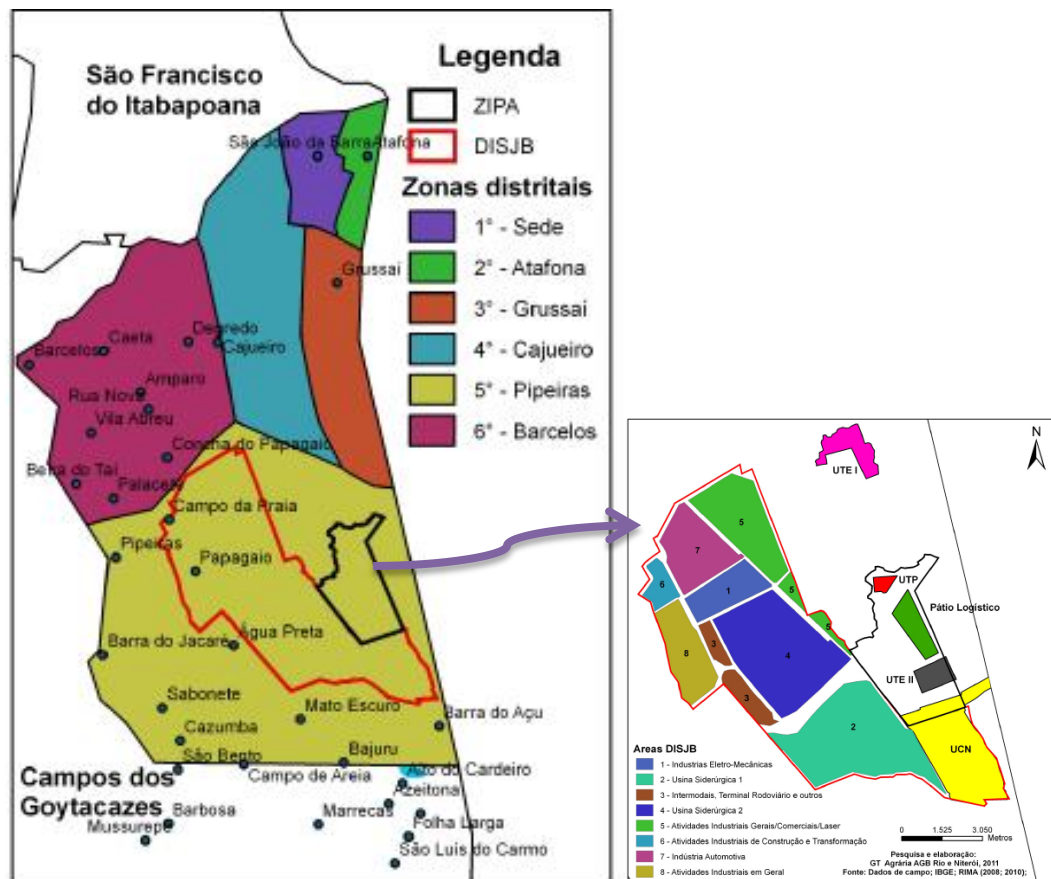 São Francisco
do Itabapoana
Legenda
ZIPA
DISJB
Zonas distritais
1° - Sede
2° - Atafona
3° - Grussai
4° - Cajueiro
5° - Pipeiras
6° - Barcelos
São João da Barra
Atafona
Grussai
Degredo
Caeta
Cajueiro
Barcelos
Amparo
Rua Nova
Vila Abreu
Concha do Papagaio
Beira do Tai
Palacete
Campo da Praia
Pipeiras
Papagaio
Água Preta
Barra do Jacaré
Sabonete
Mato Escuro
Barra do Açu
Cazumba
São Bento
Bajuru
Campo de Areia
Alto do Cardeiro
Campos dos
Goytacazes
Azeitona
Barbosa
Marrecas
Folha Larga
Mussurepe
São Luis do Carmo
N
UTE I
5
7
6
1
5
UTP
Pátio Logístico
5
3
8
4
UTE II
3
2
UCN
Areas DISJB
1 - Industrias Eletro-Mecânicas
2 - Usina Siderúrgica 1
3 - Intermodais, Terminal Rodoviário e outros
4 - Usina Siderúrgica 2
5 - Atividades Industriais Gerais/Comerciais/Laser
6 - Atividades Industriais de Construção e Transformação
7 - Indústria Automotiva
8 - Atividades Industriais em Geral
0 1.525 3.050
Metros
Pesquisa e elaboração:
GT Agrária AGB Rio e Niterói, 2011
Fonte: Dados de campo; IBGE; RIMA (2008; 2010);